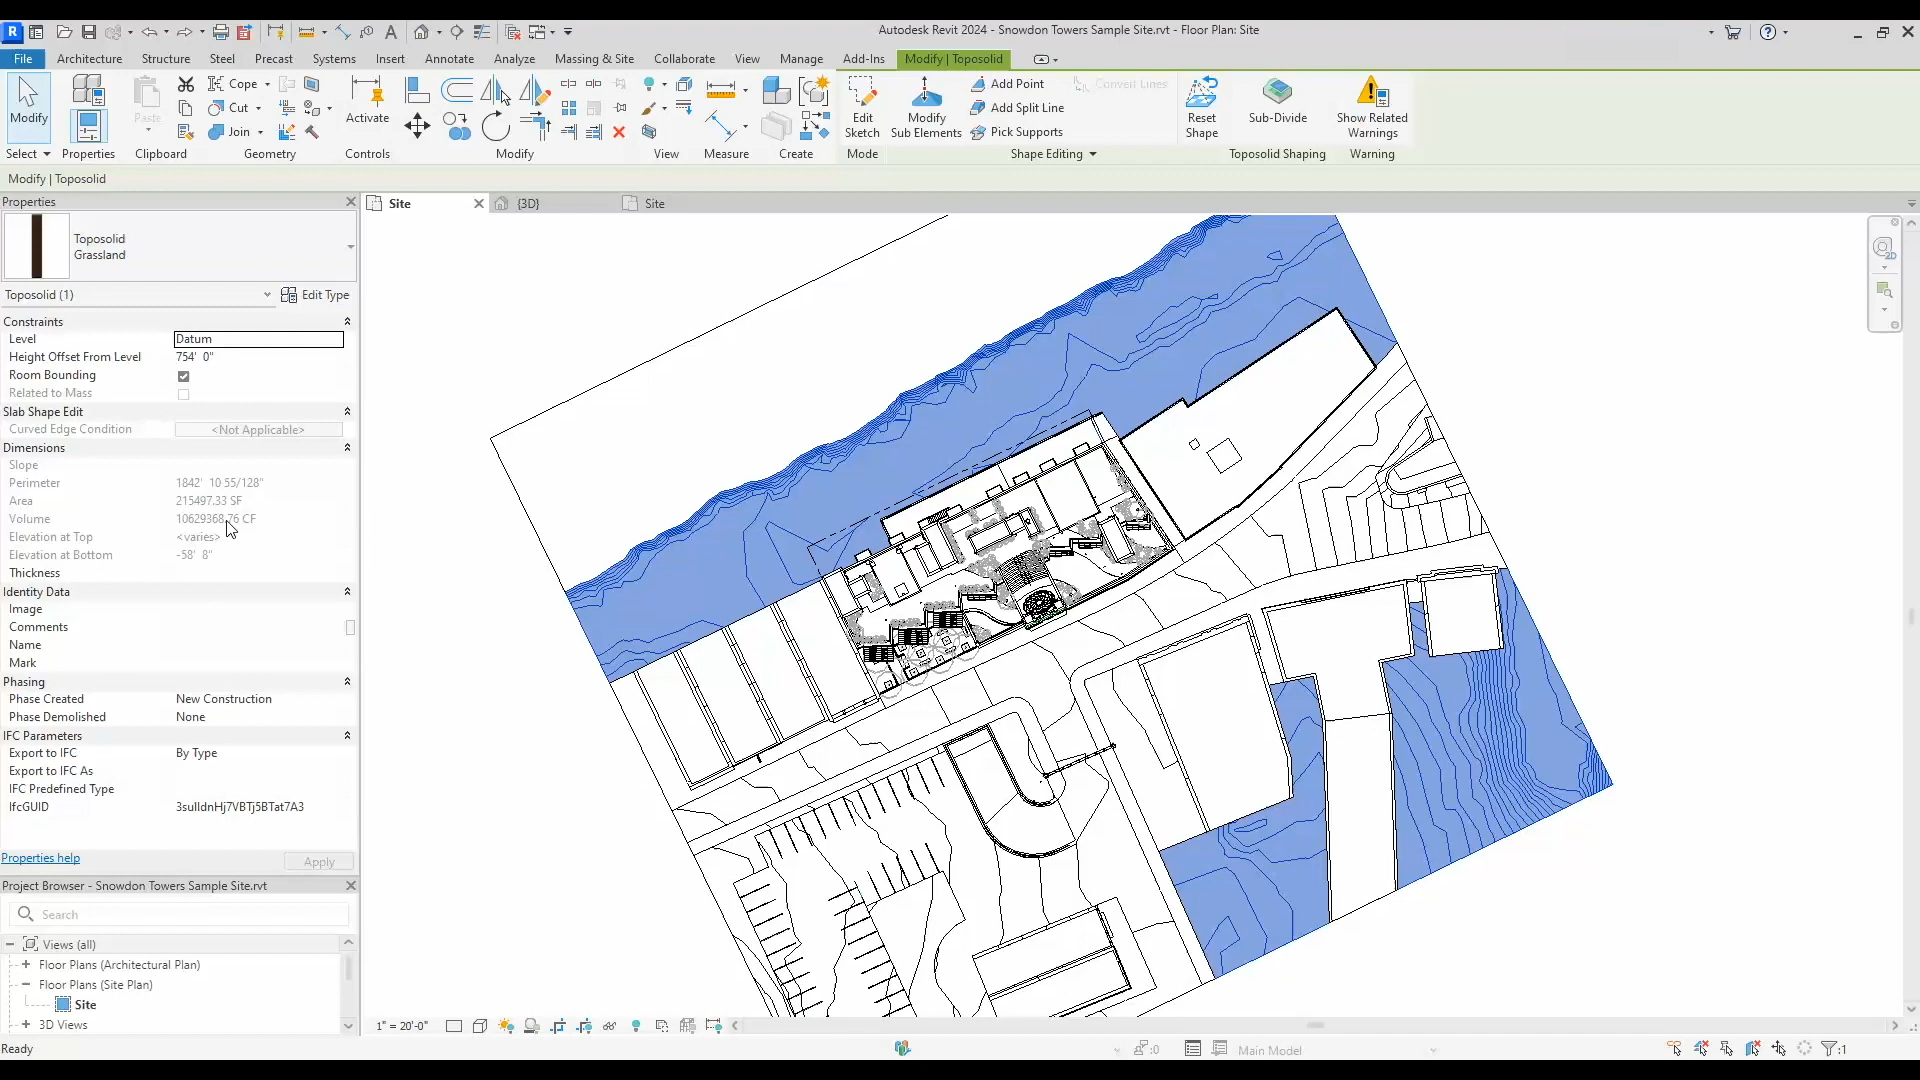 Autodesk Revit 2024 - Snowdon Towers Sample Site.rvt - Floor Plan: Site
File Architecture Structure Steel Precast Systems Insert Annotate Analyze Massing & Site Collaborate View Manage Add-Ins Modify | Toposolid
Modify
Paste
Cope
Cut
Join
Activate
Edit
Sketch
Modify
Sub Elements
Add Point
Add Split Line
Pick Supports
Convert Lines
Reset
Shape
Sub-Divide
Show Related
Warnings
Select Properties Clipboard Geometry Controls Modify View Measure Create Mode Shape Editing Toposolid Shaping Warning
Modify | Toposolid
Properties
Site {3D} Site
Toposolid
Grassland
Toposolid (1) Edit Type
Constraints
Level Datum
Height Offset From Level 754' 0"
Room Bounding
Related to Mass
Slab Shape Edit
Curved Edge Condition <Not Applicable>
Dimensions
Slope
Perimeter 1842' 10 55/128"
Area 215497.33 SF
Volume 10629368.76 CF
Elevation at Top <varies>
Elevation at Bottom -58' 8"
Thickness
Identity Data
Image
Comments
Name
Mark
Phasing
Phase Created New Construction
Phase Demolished None
IFC Parameters
Export to IFC By Type
Export to IFC As
IFC Predefined Type
IfcGUID 3sulldnHj7VBTj5BTat7A3
Properties help Apply
Project Browser - Snowdon Towers Sample Site.rvt
Search
Views (all)
Floor Plans (Architectural Plan)
Floor Plans (Site Plan)
Site
3D Views
1" = 20'-0"
Ready :0 Main Model :1